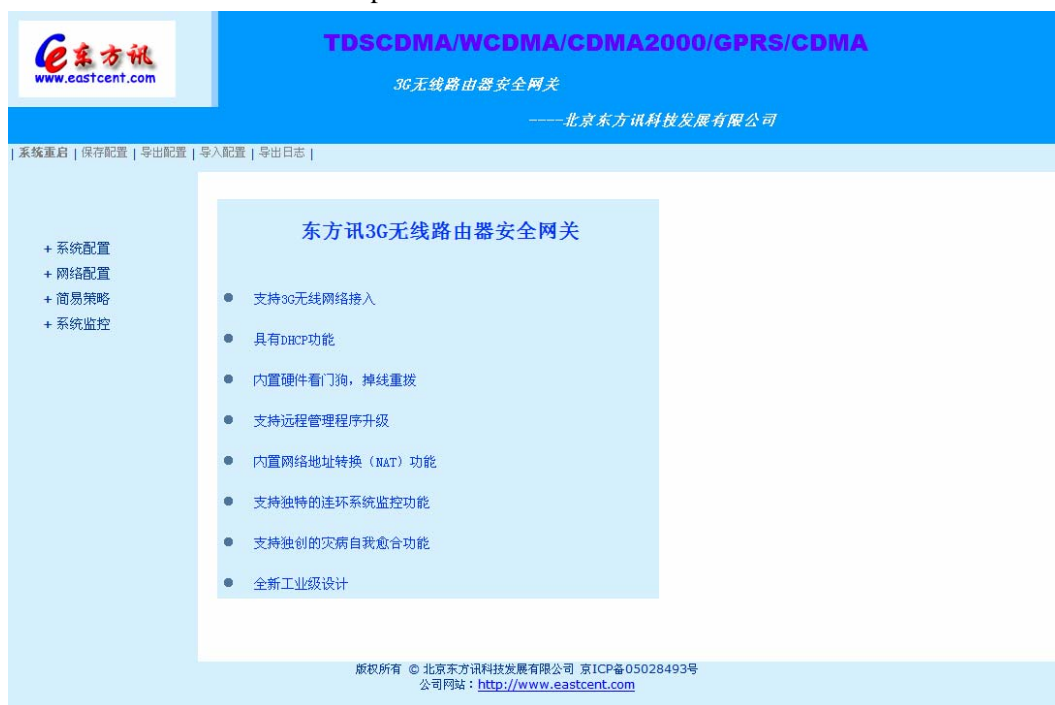 东方讯
www.eastcent.com
TDSCDMA/WCDMA/CDMA2000/GPRS/CDMA
3G无线路由器安全网关
----北京东方讯科技发展有限公司
| 系统重启 | 保存配置 | 导出配置 | 导入配置 | 导出日志 |
+ 系统配置
+ 网络配置
+ 简易策略
+ 系统监控
东方讯3G无线路由器安全网关
● 支持3G无线网络接入
● 具有DHCP功能
● 内置硬件看门狗，掉线重拨
● 支持远程管理程序升级
● 内置网络地址转换（NAT）功能
● 支持独特的连环系统监控功能
● 支持独创的灾病自我愈合功能
● 全新工业级设计
版权所有 © 北京东方讯科技发展有限公司 京ICP备05028493号
公司网站：http://www.eastcent.com